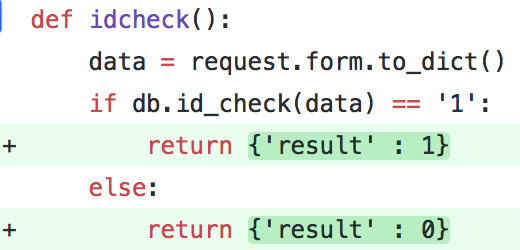 def idcheck():
    data = request.form.to_dict()
    if db.id_check(data) == '1':
+        return {'result' : 1}
    else:
+        return {'result' : 0}